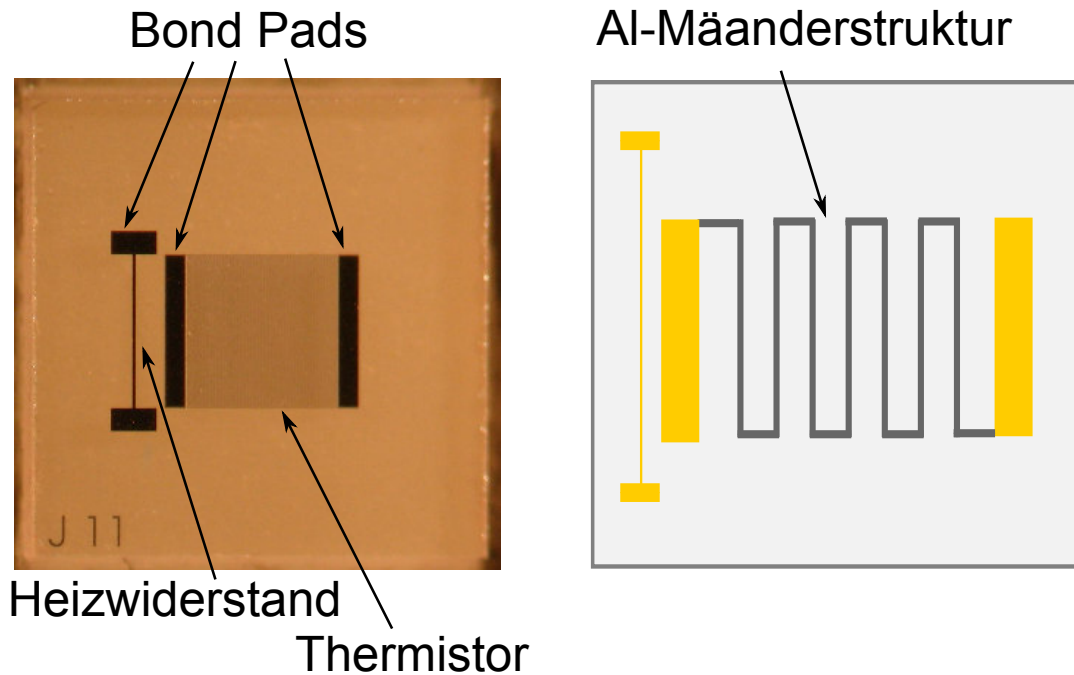 Bond Pads
Al-Mäanderstruktur
J 11
Heizwiderstand
Thermistor